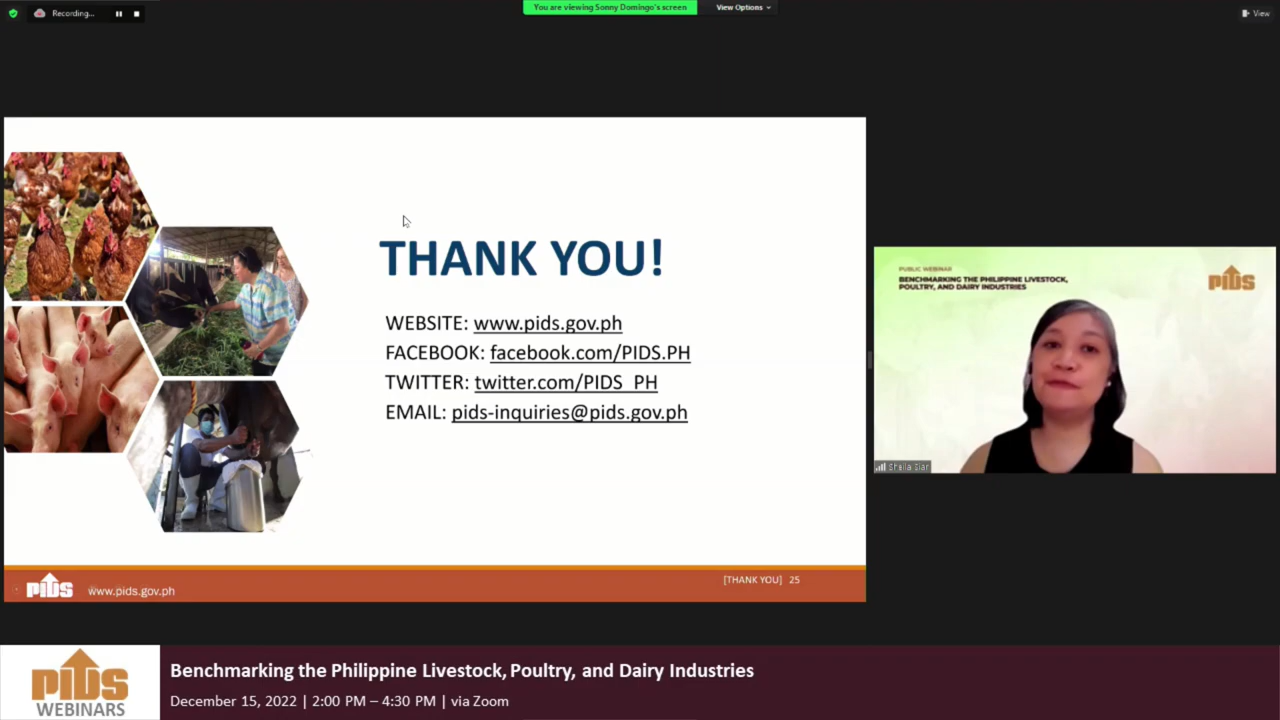 Recording...
You are viewing Sonny Domingo's screen
View Options
View
THANK YOU!
WEBSITE: www.pids.gov.ph
FACEBOOK: facebook.com/PIDS.PH
TWITTER: twitter.com/PIDS_PH
EMAIL: pids-inquiries@pids.gov.ph
PIDS
www.pids.gov.ph
[THANK YOU] 25
PUBLIC WEBINAR
BENCHMARKING THE PHILIPPINE LIVESTOCK,
POULTRY, AND DAIRY INDUSTRIES
PIDS
Sheila Siar
PIDS
WEBINARS
Benchmarking the Philippine Livestock, Poultry, and Dairy Industries
December 15, 2022 | 2:00 PM – 4:30 PM | via Zoom